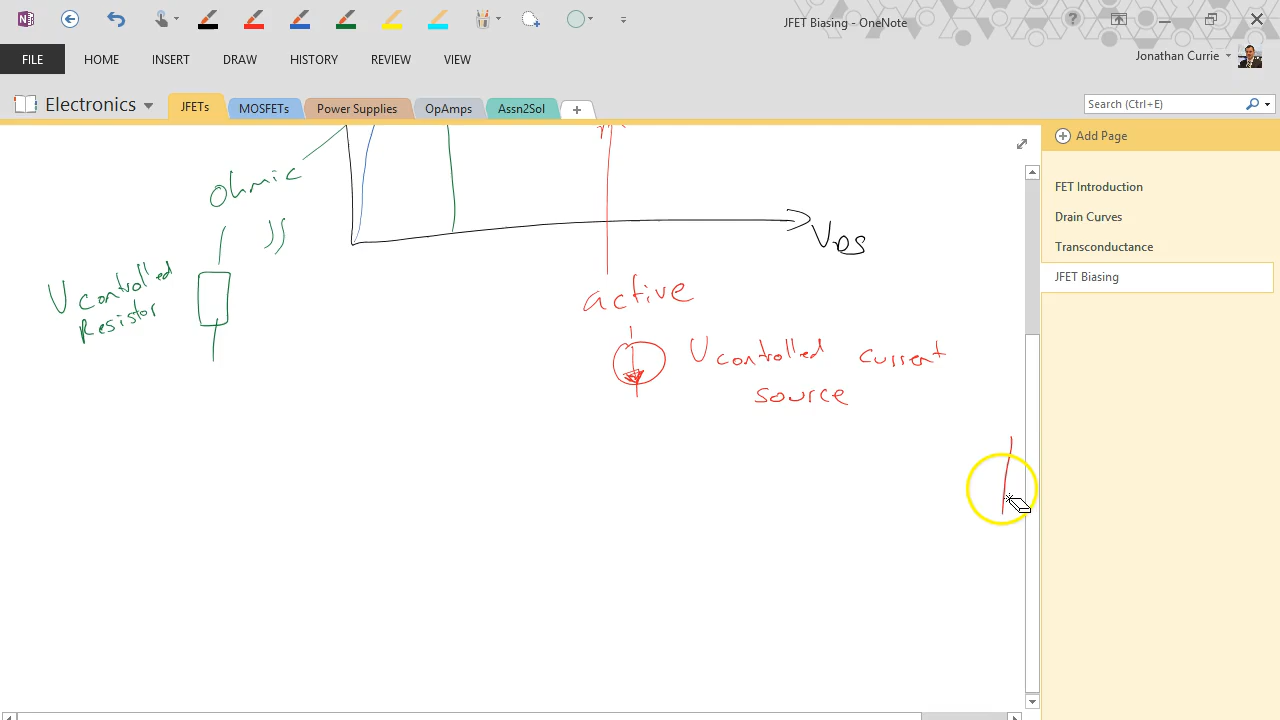 JFET Biasing - OneNote
FILE
HOME
INSERT
DRAW
HISTORY
REVIEW
VIEW
Jonathan Currie
Electronics
JFETs
MOSFETs
Power Supplies
OpAmps
Assn2Sol
Search (Ctrl+E)
Add Page
FET Introduction
Drain Curves
Transconductance
JFET Biasing
Ohmic
VDS
V controlled
Resistor
active
V controlled current
source